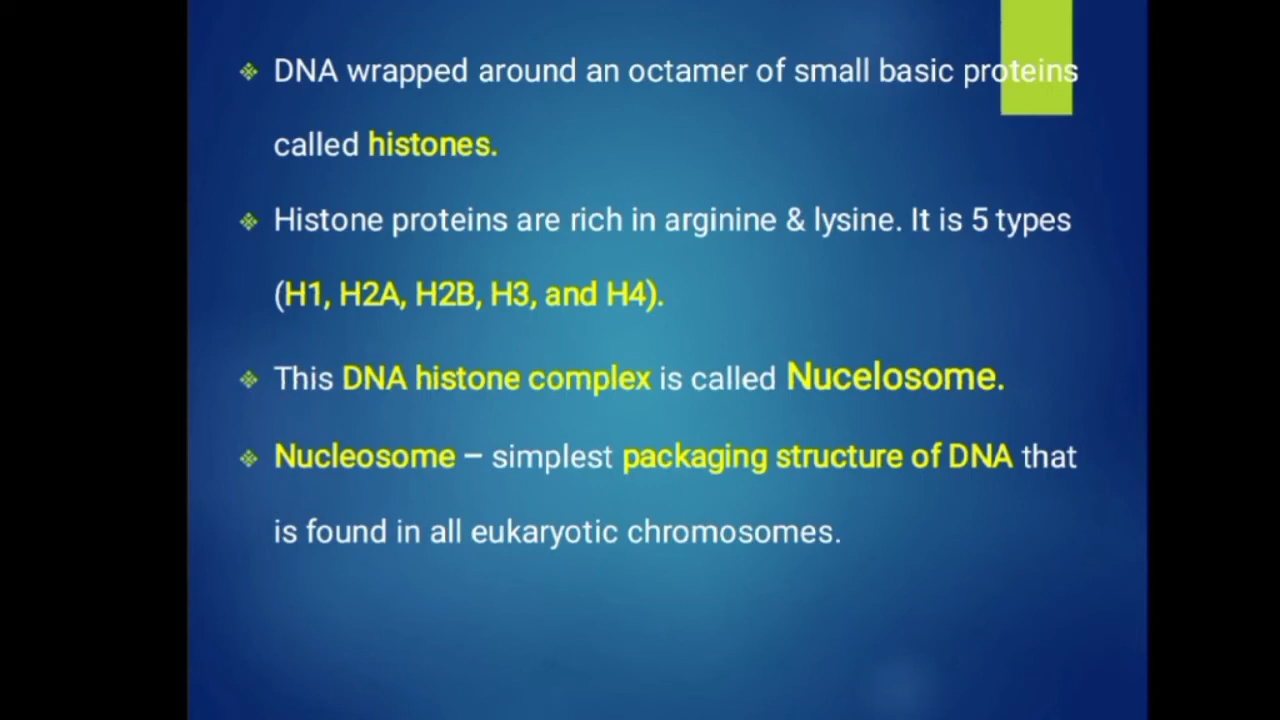 DNA wrapped around an octamer of small basic proteins
called histones.
Histone proteins are rich in arginine & lysine. It is 5 types
(H1, H2A, H2B, H3, and H4).
This DNA histone complex is called Nucelosome.
Nucleosome – simplest packaging structure of DNA that
is found in all eukaryotic chromosomes.